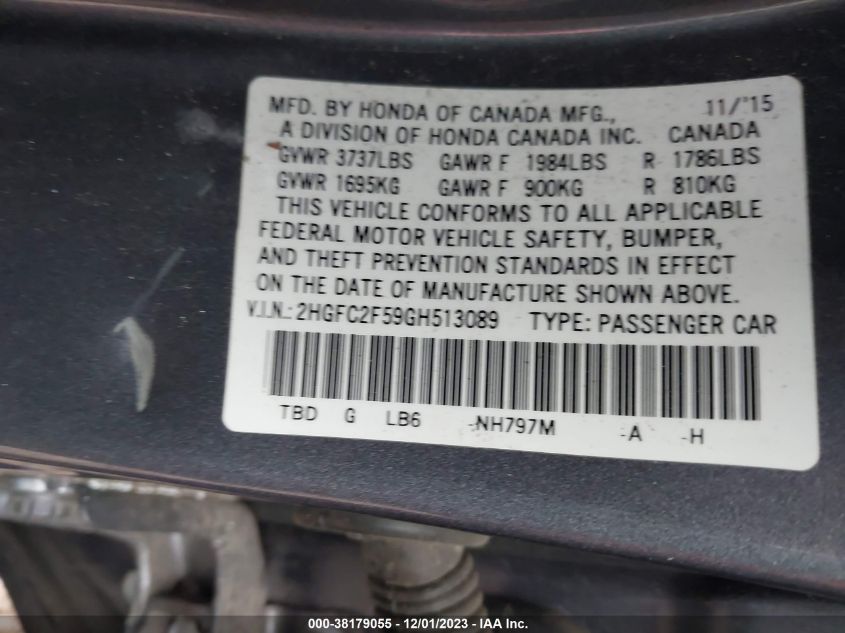 MFD. BY HONDA OF CANADA MFG., 11/'15
A DIVISION OF HONDA CANADA INC. CANADA
GVWR 3737LBS GAWR F 1984LBS R 1786LBS
GVWR 1695KG GAWR F 900KG R 810KG
THIS VEHICLE CONFORMS TO ALL APPLICABLE
FEDERAL MOTOR VEHICLE SAFETY, BUMPER,
AND THEFT PREVENTION STANDARDS IN EFFECT
ON THE DATE OF MANUFACTURE SHOWN ABOVE.
V.I.N.: 2HGFC2F59GH513089 TYPE: PASSENGER CAR
TBD G LB6 -NH797M -A -H
000-38179055 - 12/01/2023 - IAA Inc.